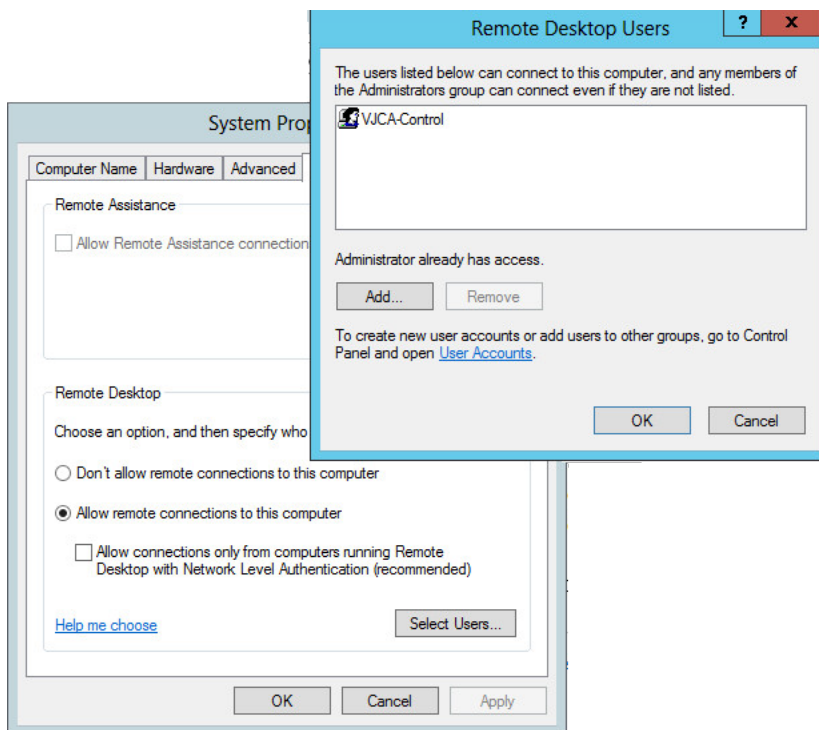 Remote Desktop Users
?
x
The users listed below can connect to this computer, and any members of
the Administrators group can connect even if they are not listed.
VJCA-Control
Administrator already has access.
Add...
Remove
To create new user accounts or add users to other groups, go to Control
Panel and open User Accounts.
OK
Cancel
System Prop
Computer Name
Hardware
Advanced
Remote Assistance
Allow Remote Assistance connection
Remote Desktop
Choose an option, and then specify who
Don't allow remote connections to this computer
Allow remote connections to this computer
Allow connections only from computers running Remote
Desktop with Network Level Authentication (recommended)
Help me choose
Select Users...
OK
Cancel
Apply